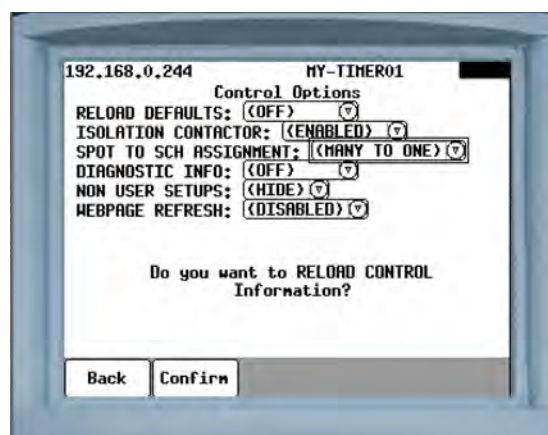 192.168.0.244 MY-TIMER01
Control Options
RELOAD DEFAULTS: (OFF)
ISOLATION CONTACTOR: (ENABLED)
SPOT TO SCH ASSIGNMENT: (MANY TO ONE)
DIAGNOSTIC INFO: (OFF)
NON USER SETUPS: (HIDE)
WEBPAGE REFRESH: (DISABLED)
Do you want to RELOAD CONTROL
Information?
Back Confirm